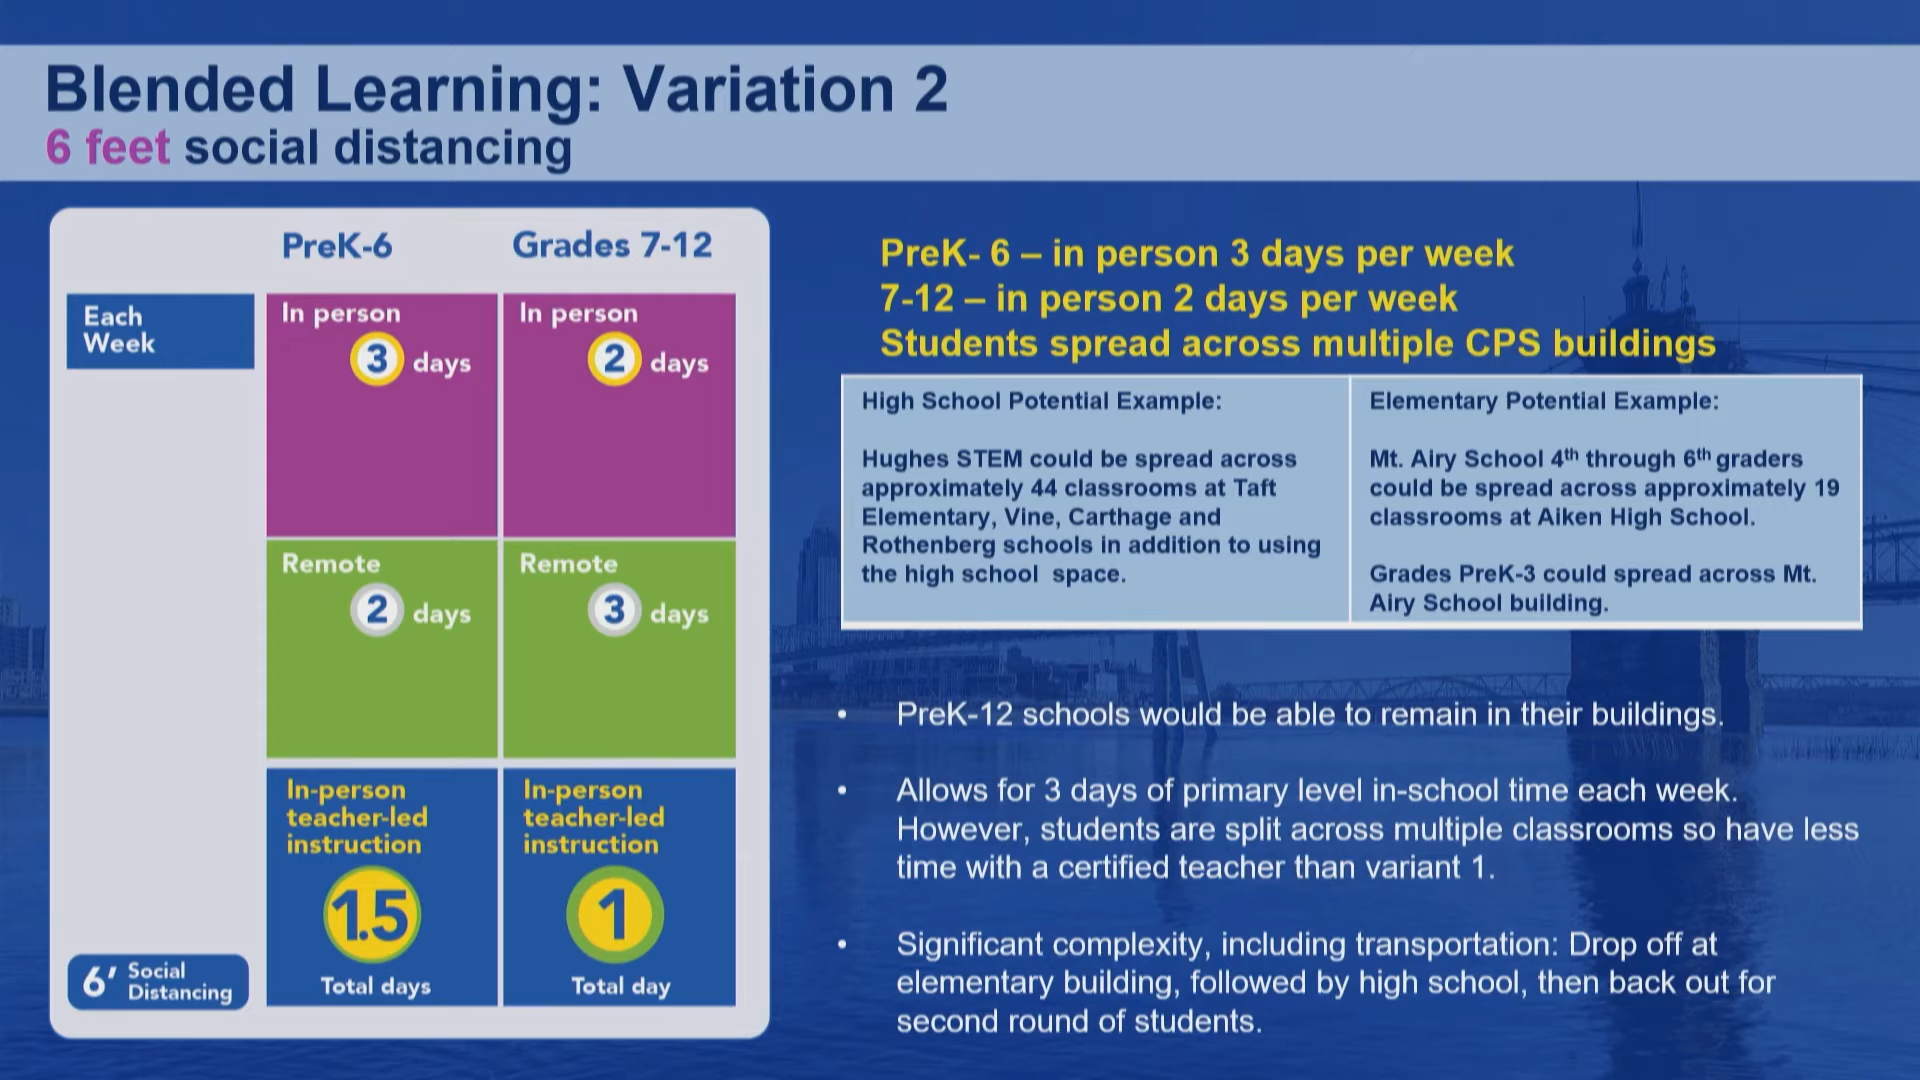 Blended Learning: Variation 2
6 feet social distancing
PreK-6
Grades 7-12
Each
Week
In person
3 days
In person
2 days
Remote
2 days
Remote
3 days
In-person
teacher-led
instruction
1.5
Total days
In-person
teacher-led
instruction
1
Total day
6′ Social
Distancing
PreK- 6 – in person 3 days per week
7-12 – in person 2 days per week
Students spread across multiple CPS buildings
High School Potential Example:
Hughes STEM could be spread across
approximately 44 classrooms at Taft
Elementary, Vine, Carthage and
Rothenberg schools in addition to using
the high school space.
Elementary Potential Example:
Mt. Airy School 4th through 6th graders
could be spread across approximately 19
classrooms at Aiken High School.
Grades PreK-3 could spread across Mt.
Airy School building.
• PreK-12 schools would be able to remain in their buildings.
• Allows for 3 days of primary level in-school time each week.
However, students are split across multiple classrooms so have less
time with a certified teacher than variant 1.
• Significant complexity, including transportation: Drop off at
elementary building, followed by high school, then back out for
second round of students.